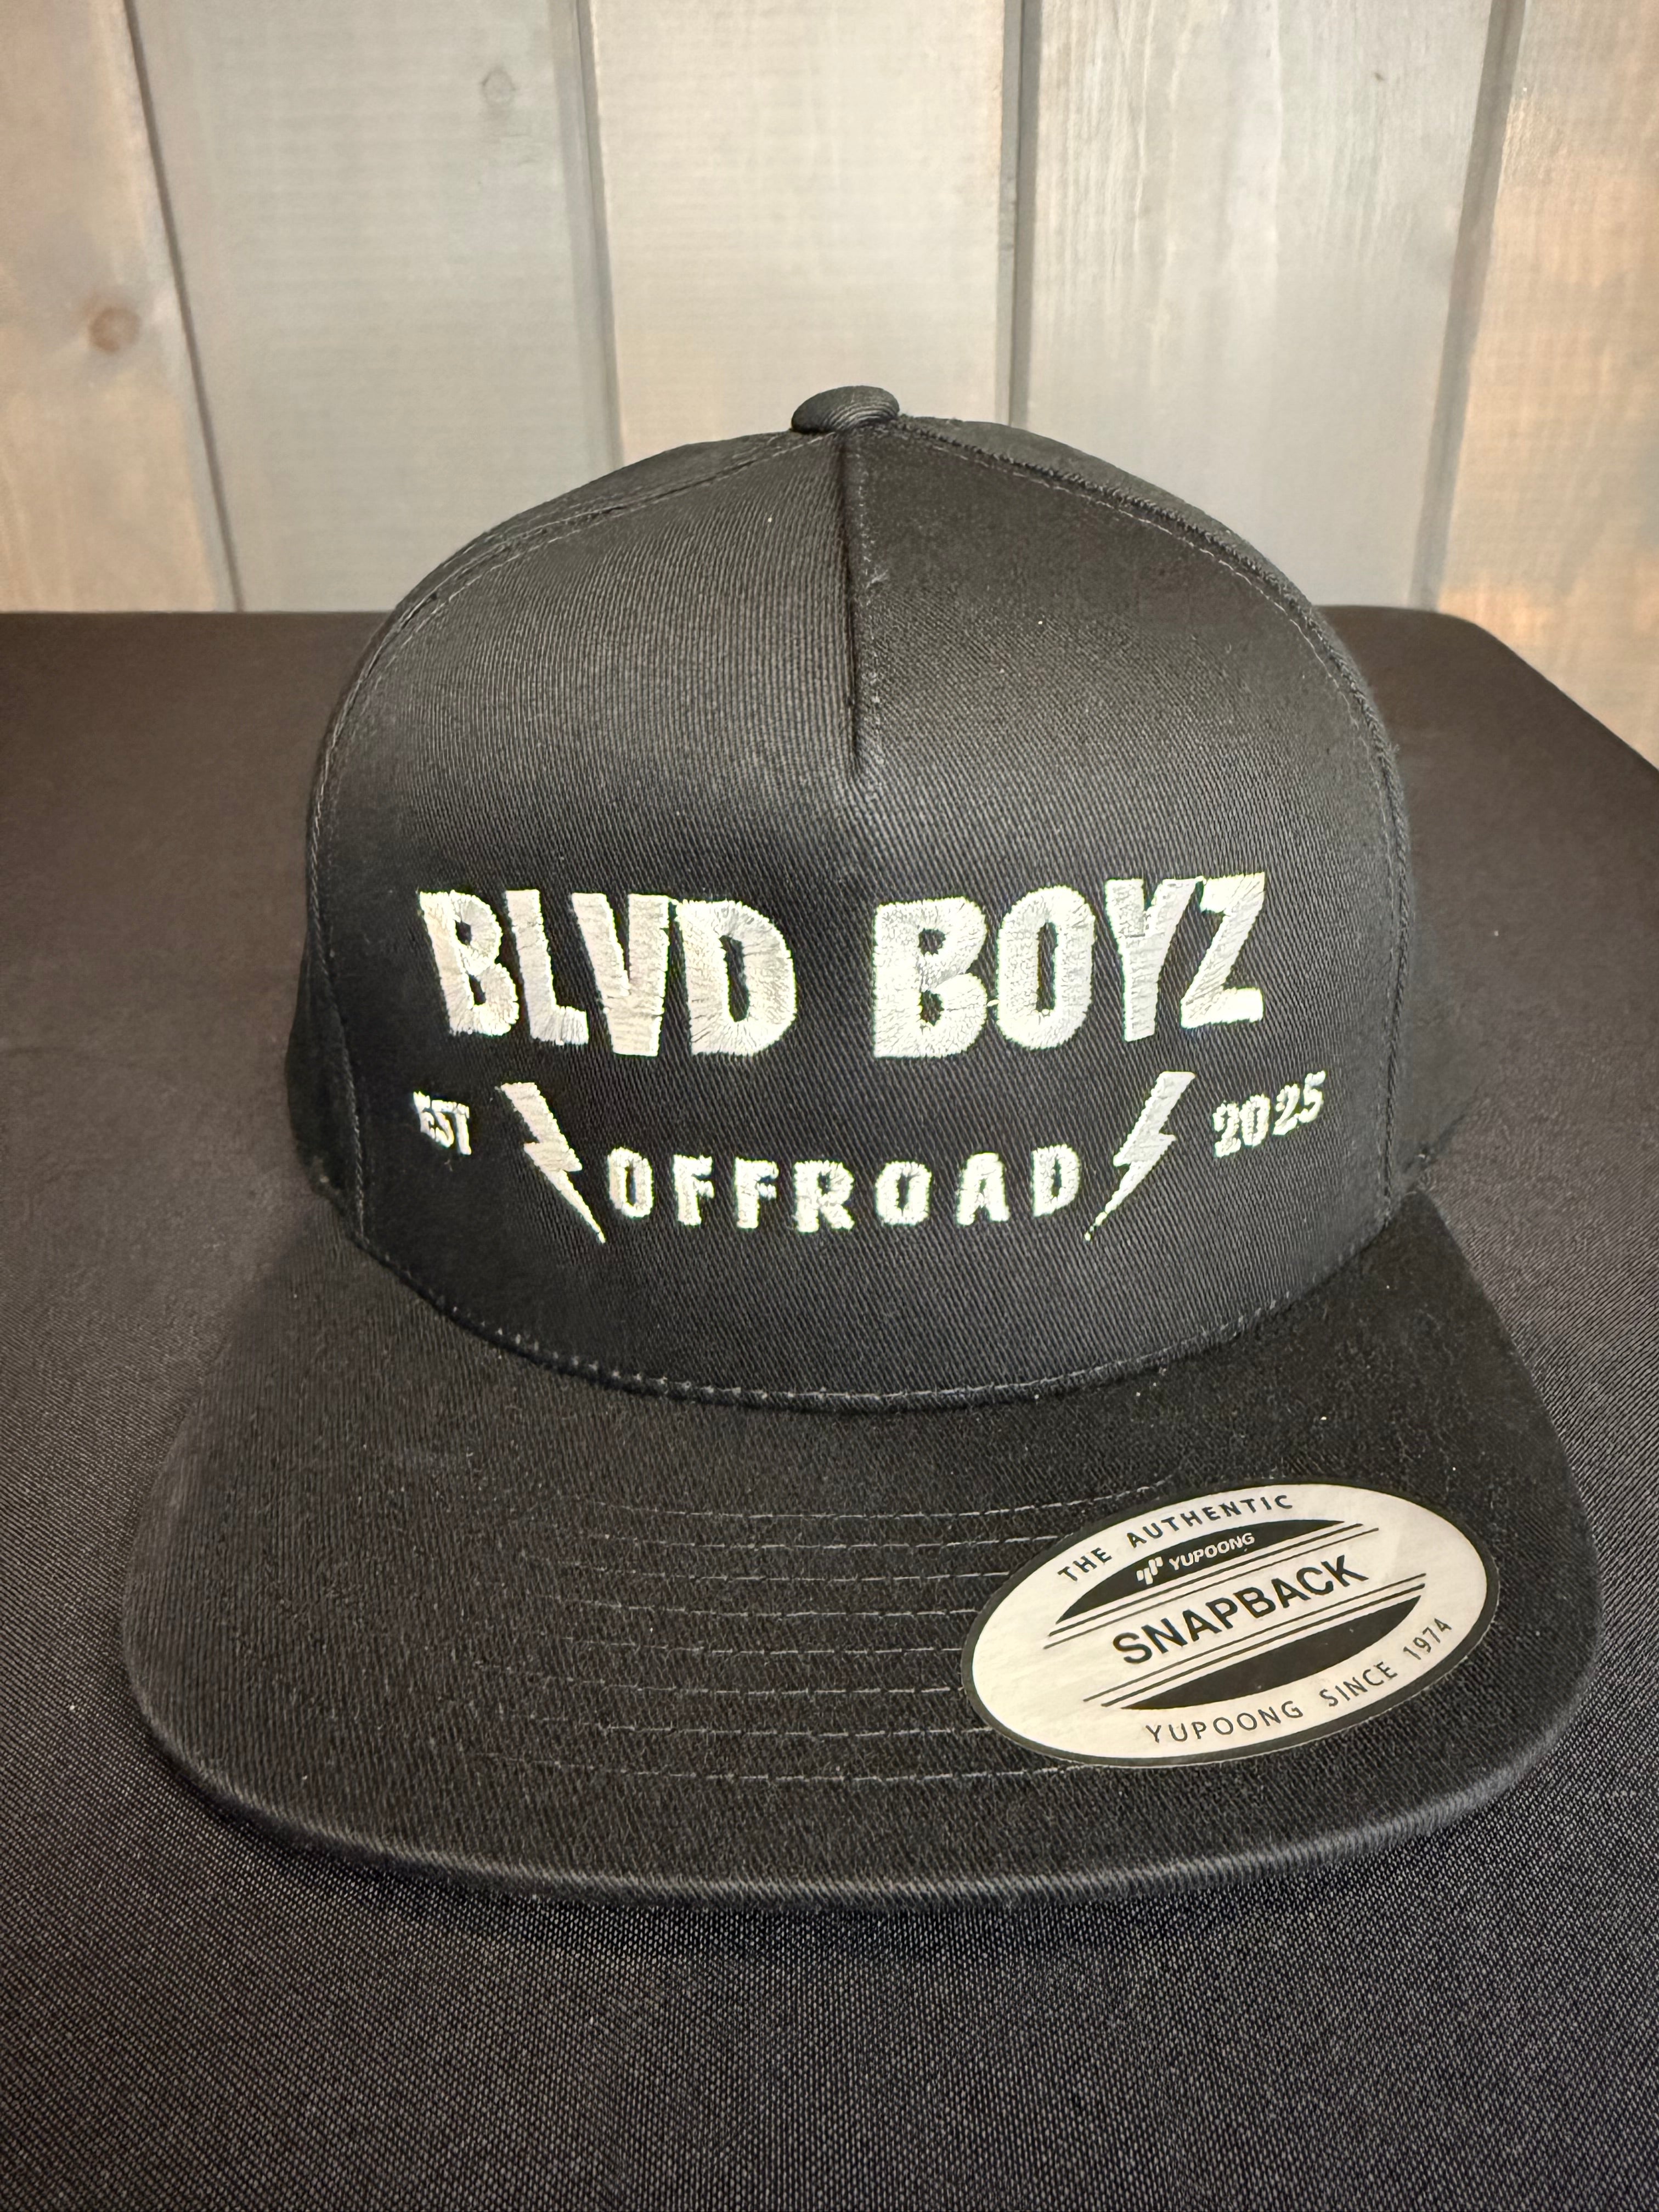 BLVD BOYZ
EST OFFROAD 2025
THE AUTHENTIC
YUPOONG
SNAPBACK
YUPOONG SINCE 1974